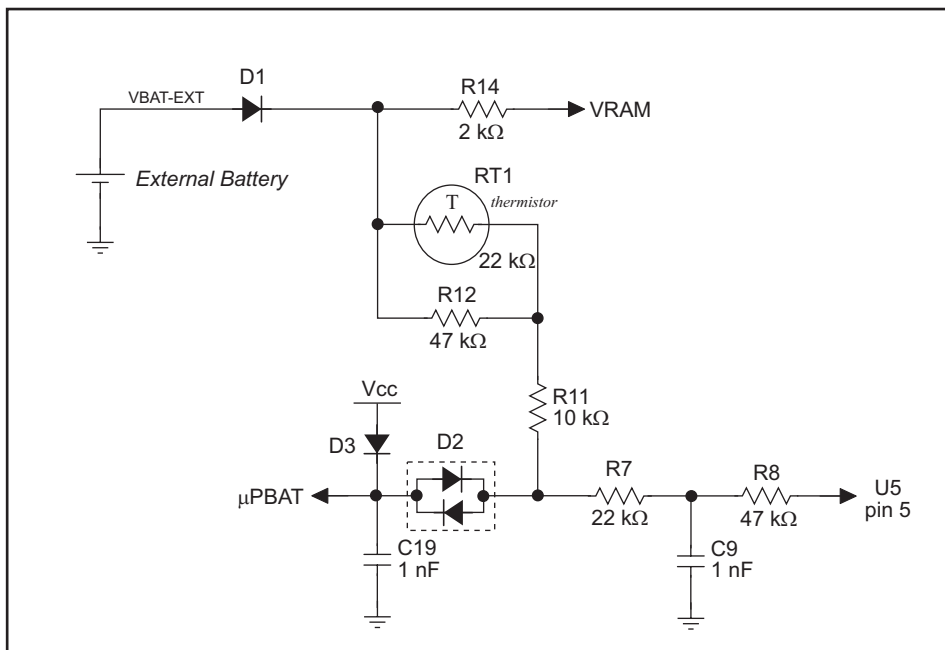 D1
VBAT-EXT
R14
2 kΩ
VRAM
External Battery
RT1
thermistor
T
22 kΩ
R12
47 kΩ
Vcc
R11
10 kΩ
D3
D2
R7
22 kΩ
R8
47 kΩ
U5
pin 5
μPBAT
C19
1 nF
C9
1 nF